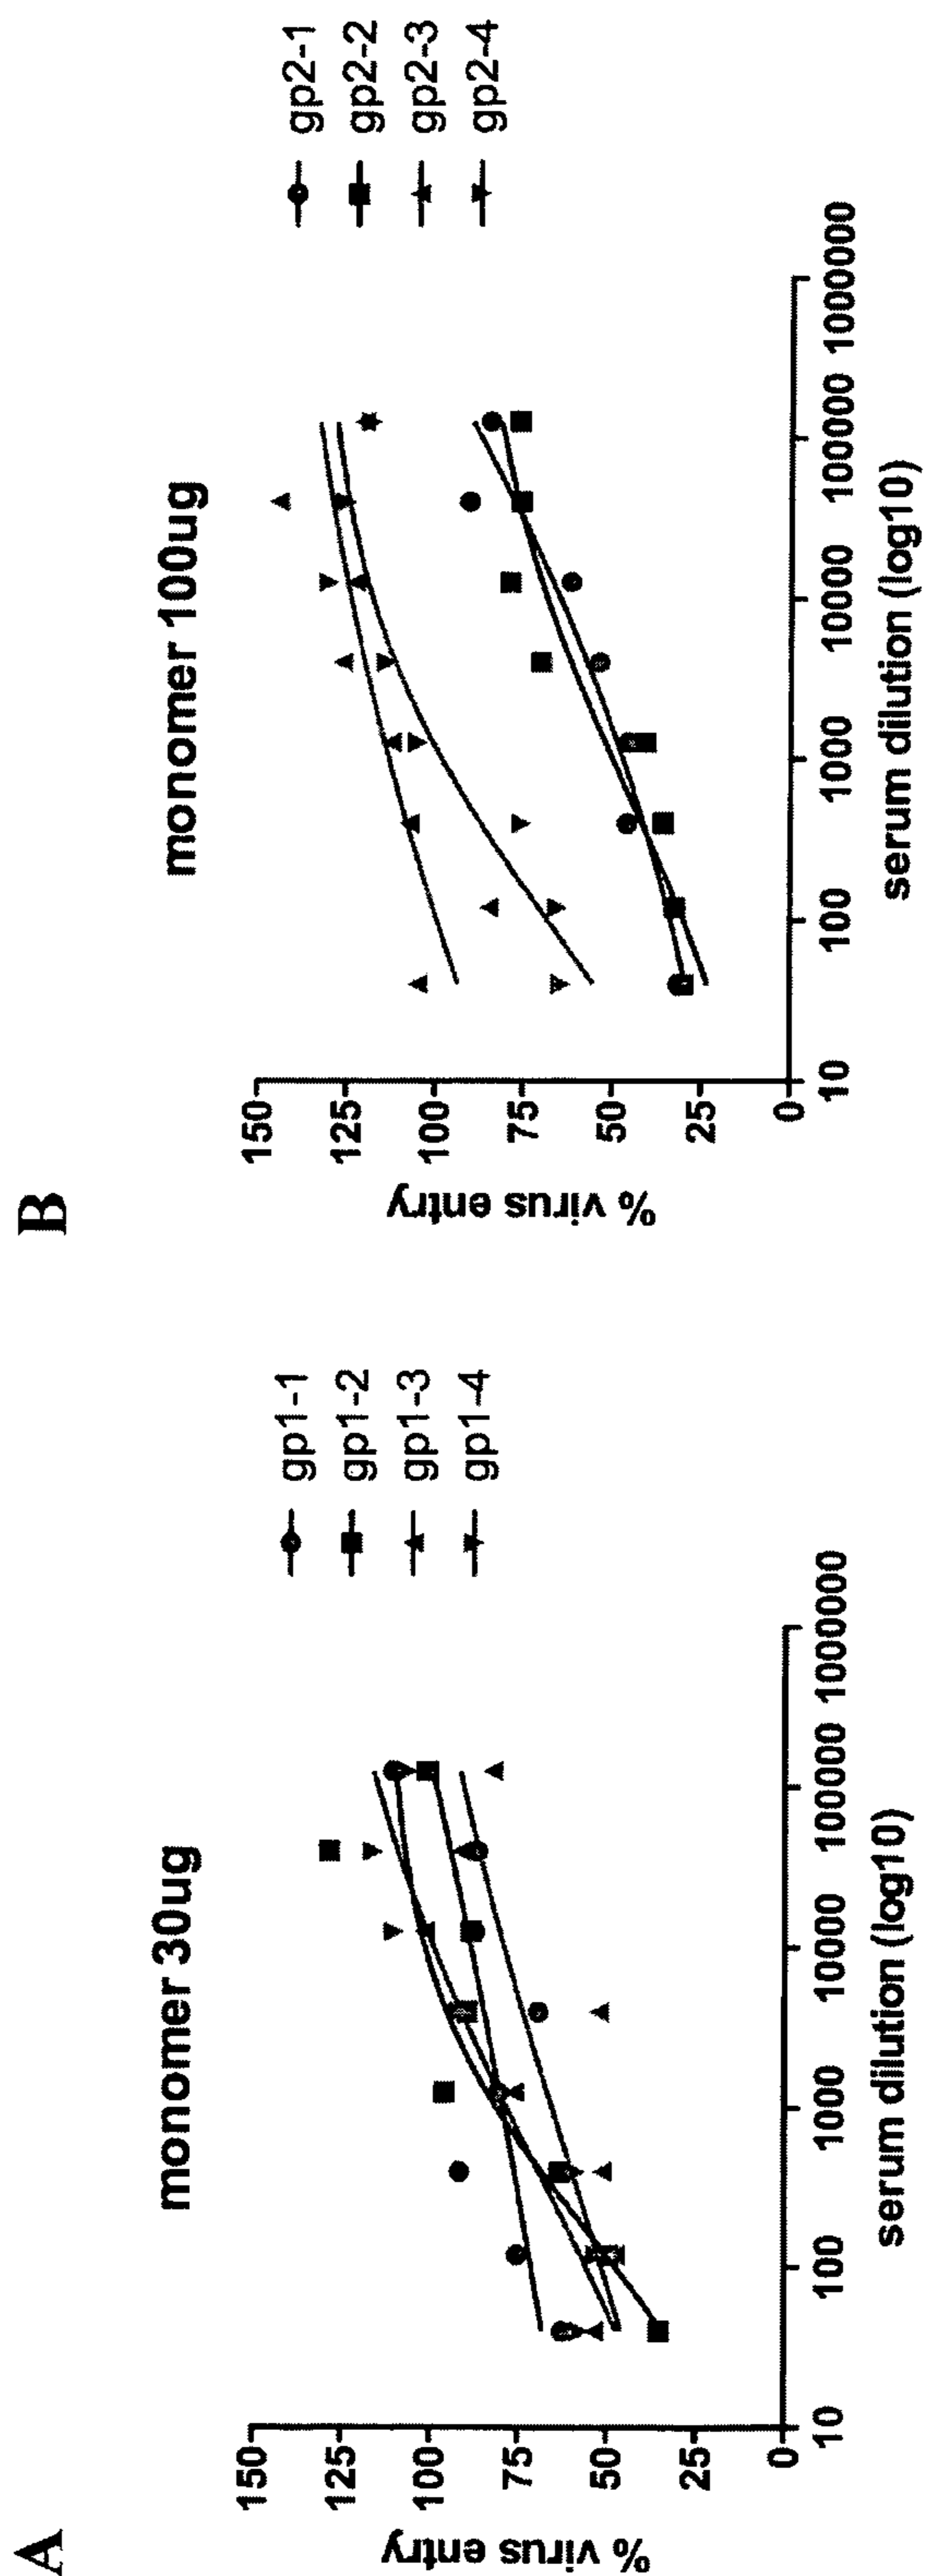 A
monomer 30ug
% virus entry
150
125
100
75
50
25
0
10
100
1000
10000
100000
1000000
serum dilution (log10)
gp1-1
gp1-2
gp1-3
gp1-4
B
monomer 100ug
% virus entry
150
125
100
75
50
25
0
10
100
1000
10000
100000
1000000
serum dilution (log10)
gp2-1
gp2-2
gp2-3
gp2-4